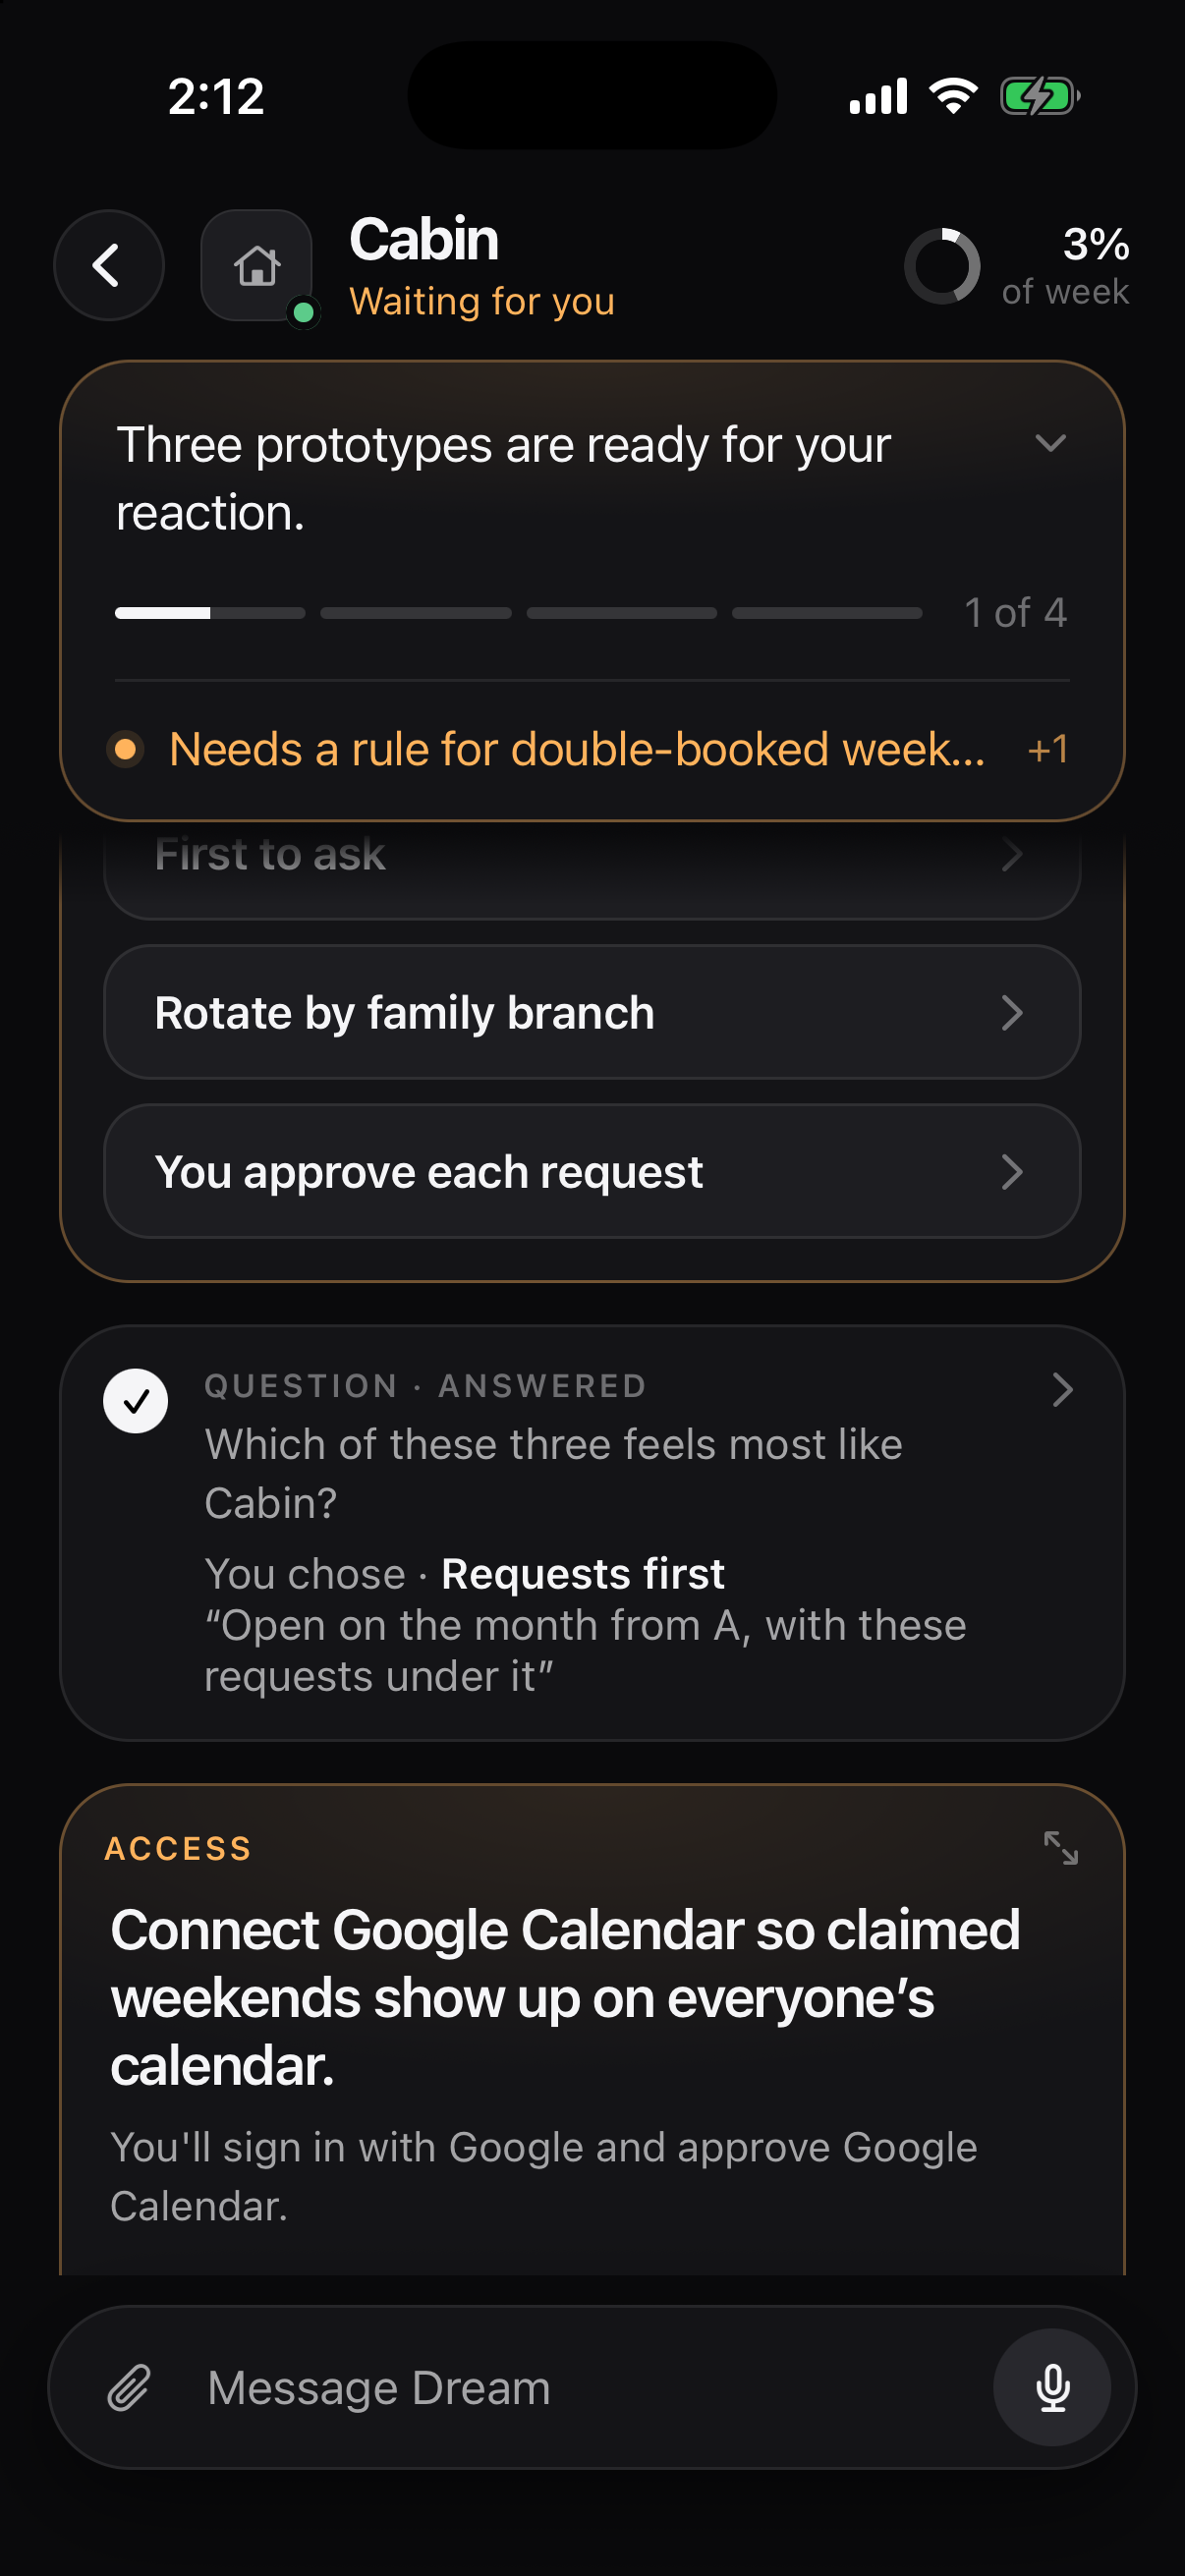 2:12
Cabin
Waiting for you
3%
of week
Three prototypes are ready for your
reaction.
1 of 4
Needs a rule for double-booked week...
+1
First to ask
Rotate by family branch
You approve each request
QUESTION · ANSWERED
Which of these three feels most like
Cabin?
You chose · Requests first
“Open on the month from A, with these
requests under it”
ACCESS
Connect Google Calendar so claimed
weekends show up on everyone’s
calendar.
You'll sign in with Google and approve Google
Calendar.
Message Dream